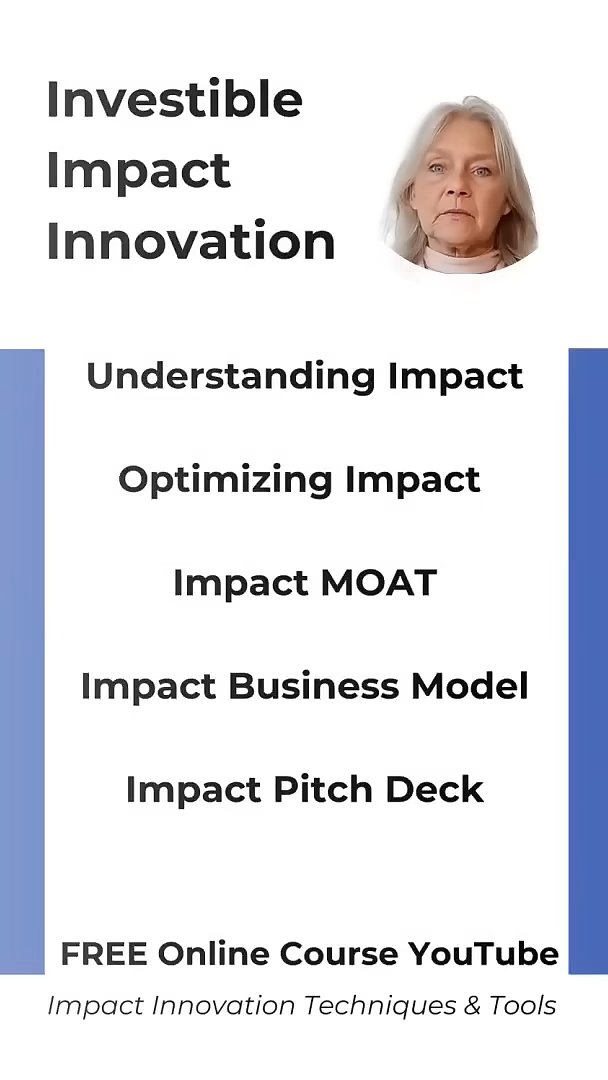 Investible
Impact
Innovation
Understanding Impact
Optimizing Impact
Impact MOAT
Impact Business Model
Impact Pitch Deck
FREE Online Course YouTube
Impact Innovation Techniques & Tools